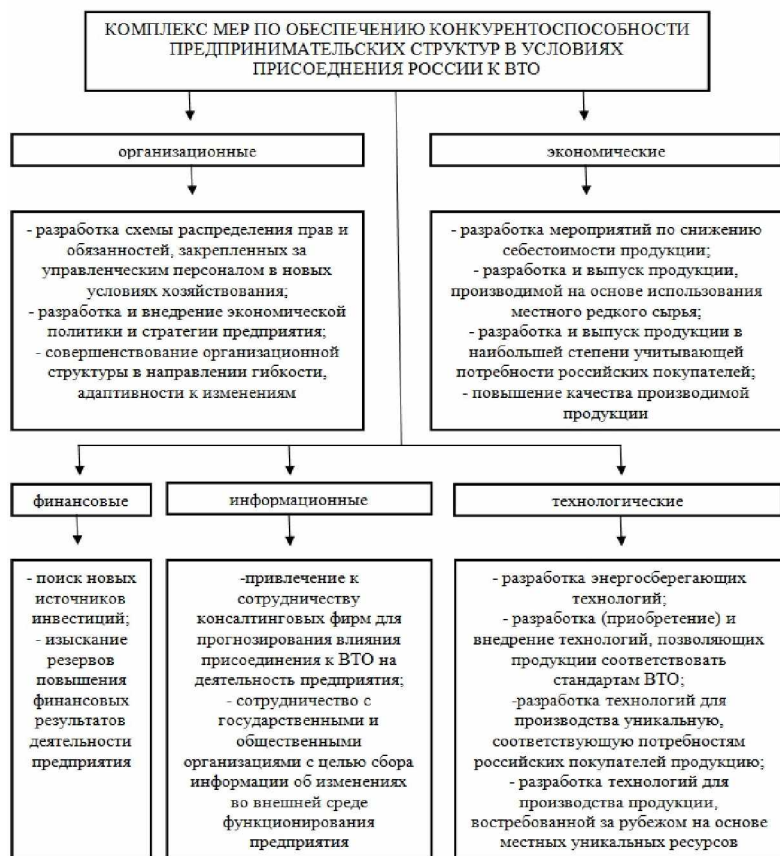 КОМПЛЕКС МЕР ПО ОБЕСПЕЧЕНИЮ КОНКУРЕНТОСПОСОБНОСТИ
ПРЕДПРИНИМАТЕЛЬСКИХ СТРУКТУР В УСЛОВИЯХ
ПРИСОЕДНЕНИЯ РОССИИ К ВТО
организационные
экономические
- разработка схемы распределения прав и
обязанностей, закрепленных за
управленческим персоналом в новых
условиях хозяйствования;
- разработка и внедрение экономической
политики и стратегии предприятия;
- совершенствование организационной
структуры в направлении гибкости,
адаптивности к изменениям
- разработка мероприятий по снижению
себестоимости продукции;
- разработка и выпуск продукции,
производимой на основе использования
местного редкого сырья;
- разработка и выпуск продукции в
наибольшей степени учитывающей
потребности российских покупателей;
- повышение качества производимой
продукции
финансовые
информационные
технологические
- поиск новых
источников
инвестиций;
- изыскание
резервов
повышения
финансовых
результатов
деятельности
предприятия
-привлечение к
сотрудничеству
консалтинговых фирм для
прогнозирования влияния
присоединения к ВТО на
деятельность предприятия;
- сотрудничество с
государственными и
общественными
организациями с целью сбора
информации об изменениях
во внешней среде
функционирования
предприятия
- разработка энергосберегающих
технологий;
- разработка (приобретение) и
внедрение технологий, позволяющих
продукции соответствовать
стандартам ВТО;
-разработка технологий для
производства уникальную,
соответствующую потребностям
российских покупателей продукцию;
- разработка технологий для
производства продукции,
востребованной за рубежом на основе
местных уникальных ресурсов